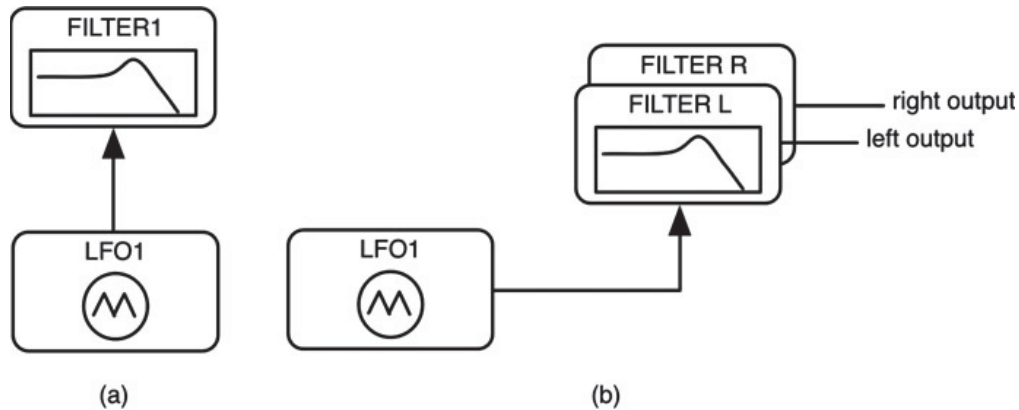 FILTER1
LFO1
(a)
FILTER R
FILTER L
right output
left output
LFO1
(b)